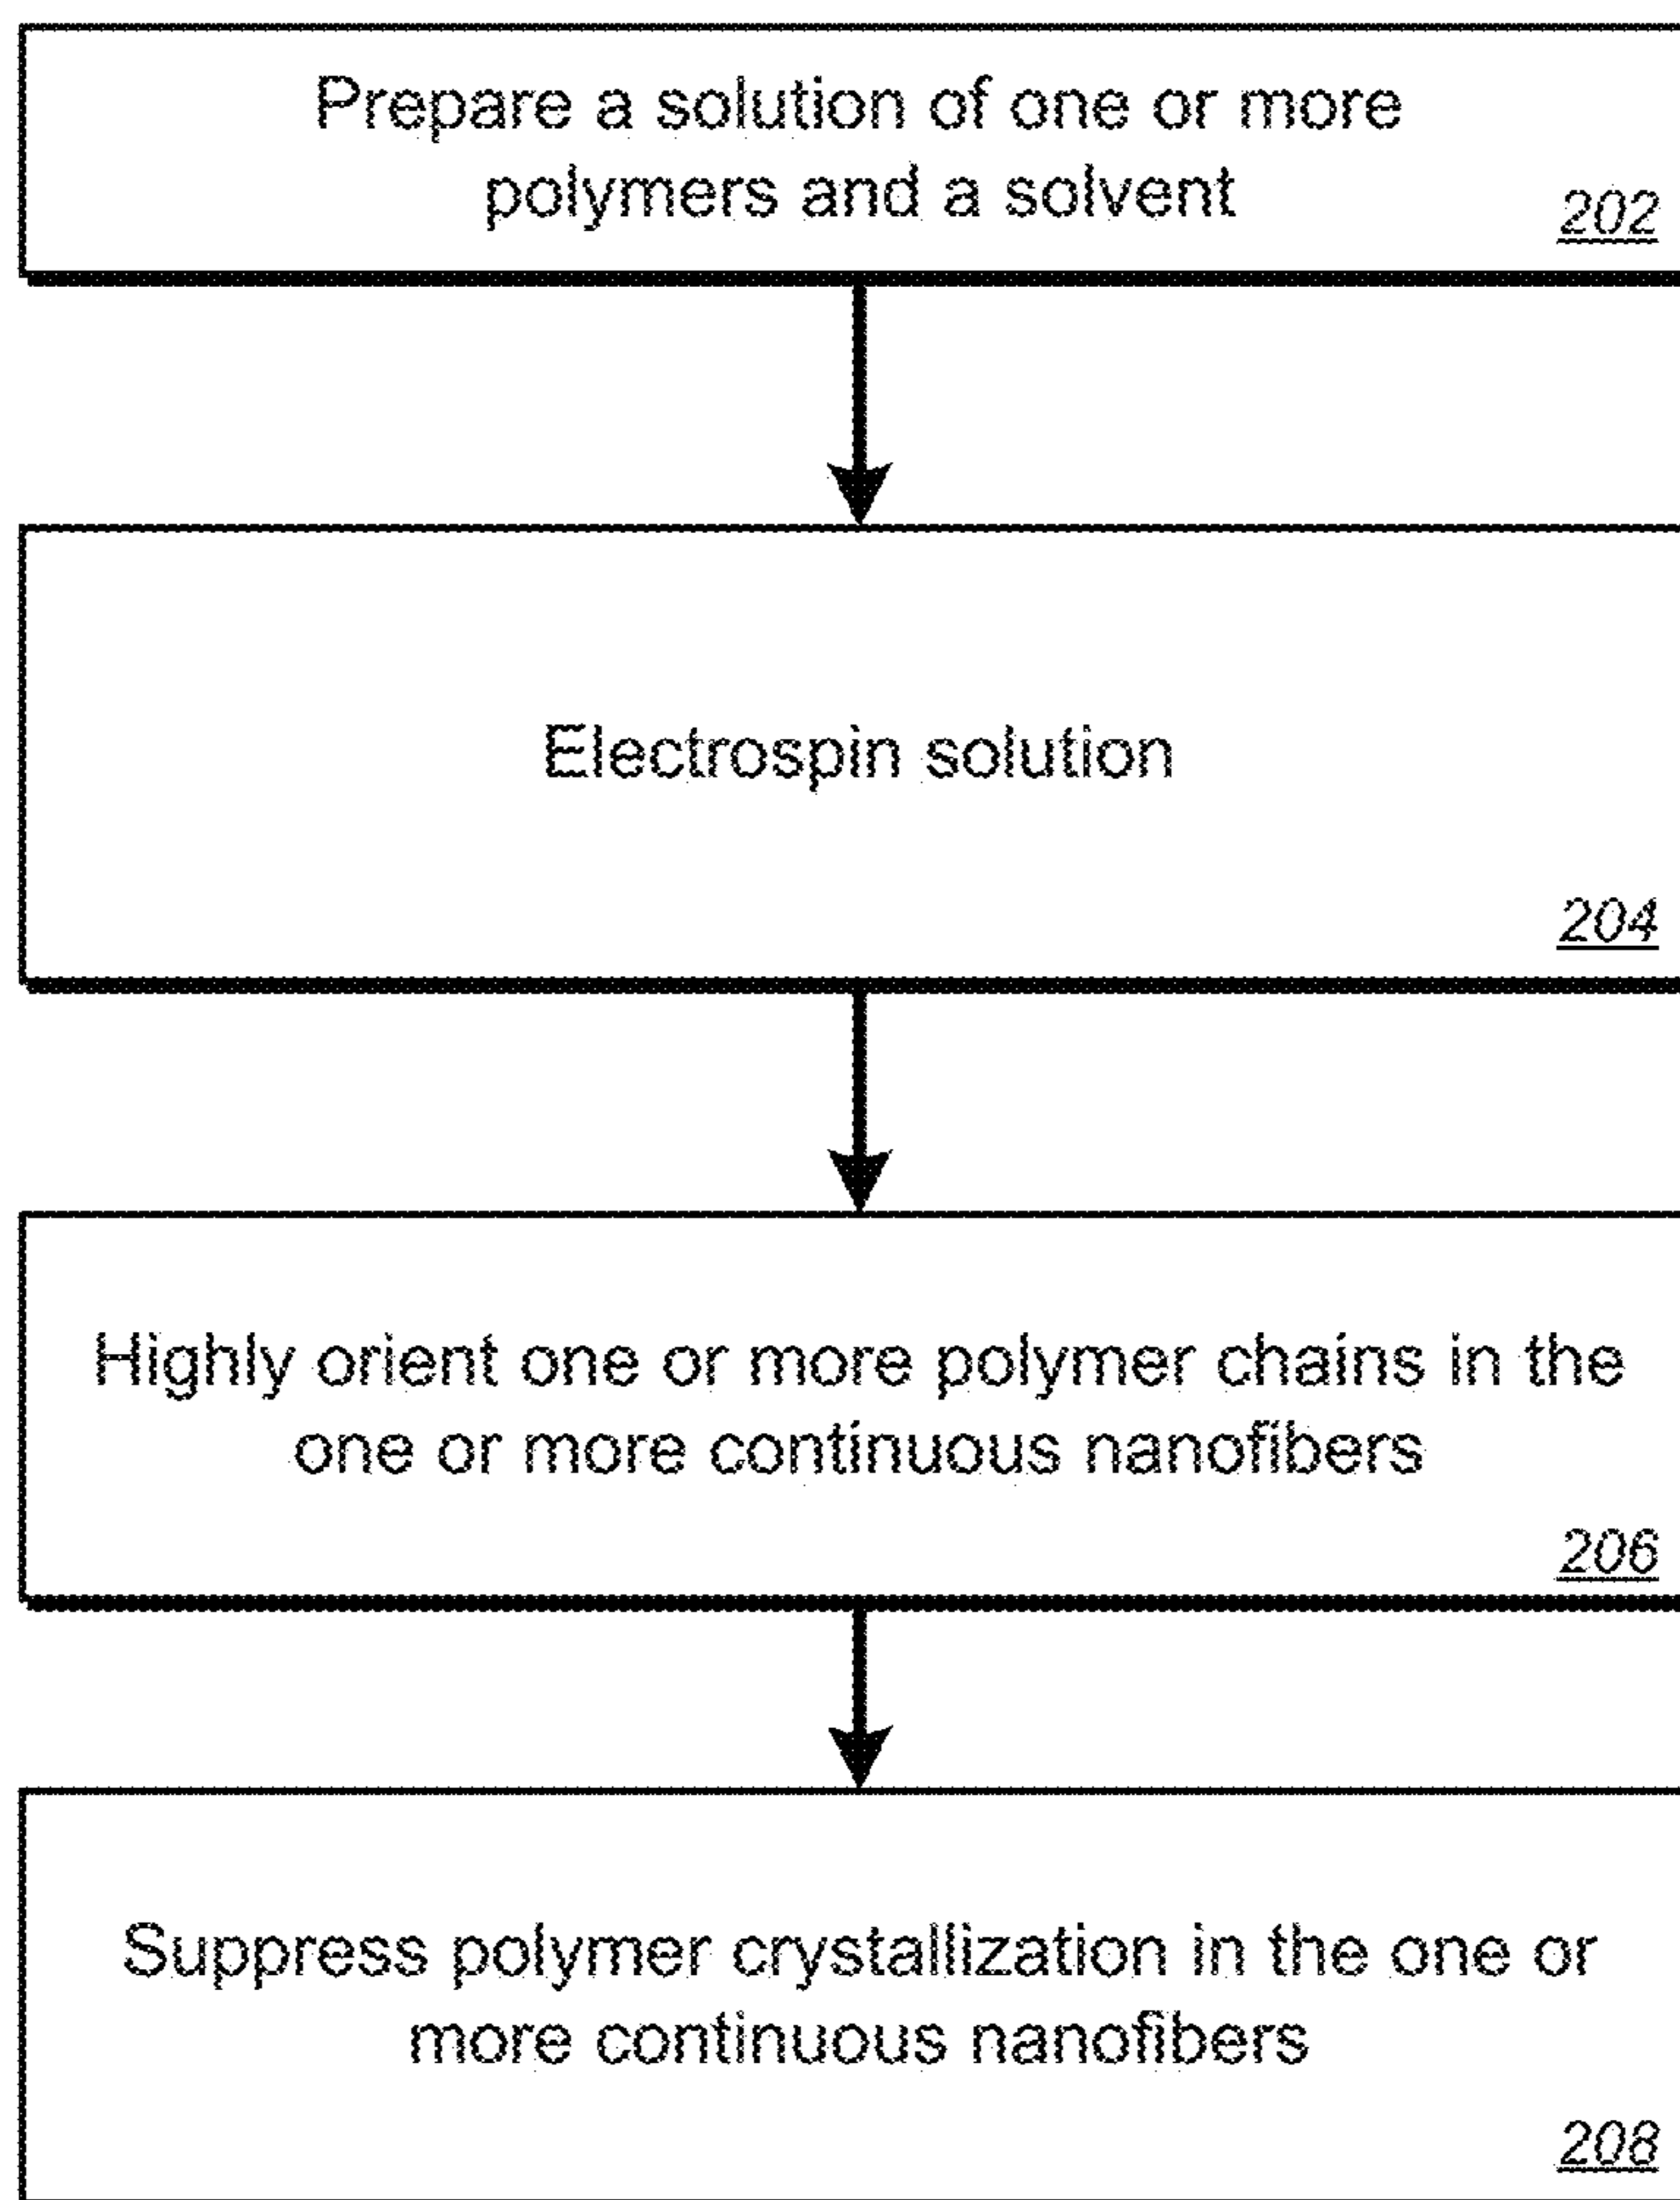 Prepare a solution of one or more
polymers and a solvent
202
Electrospin solution
204
Highly orient one or more polymer chains in the
one or more continuous nanofibers
206
Suppress polymer crystallization in the one or
more continuous nanofibers
208